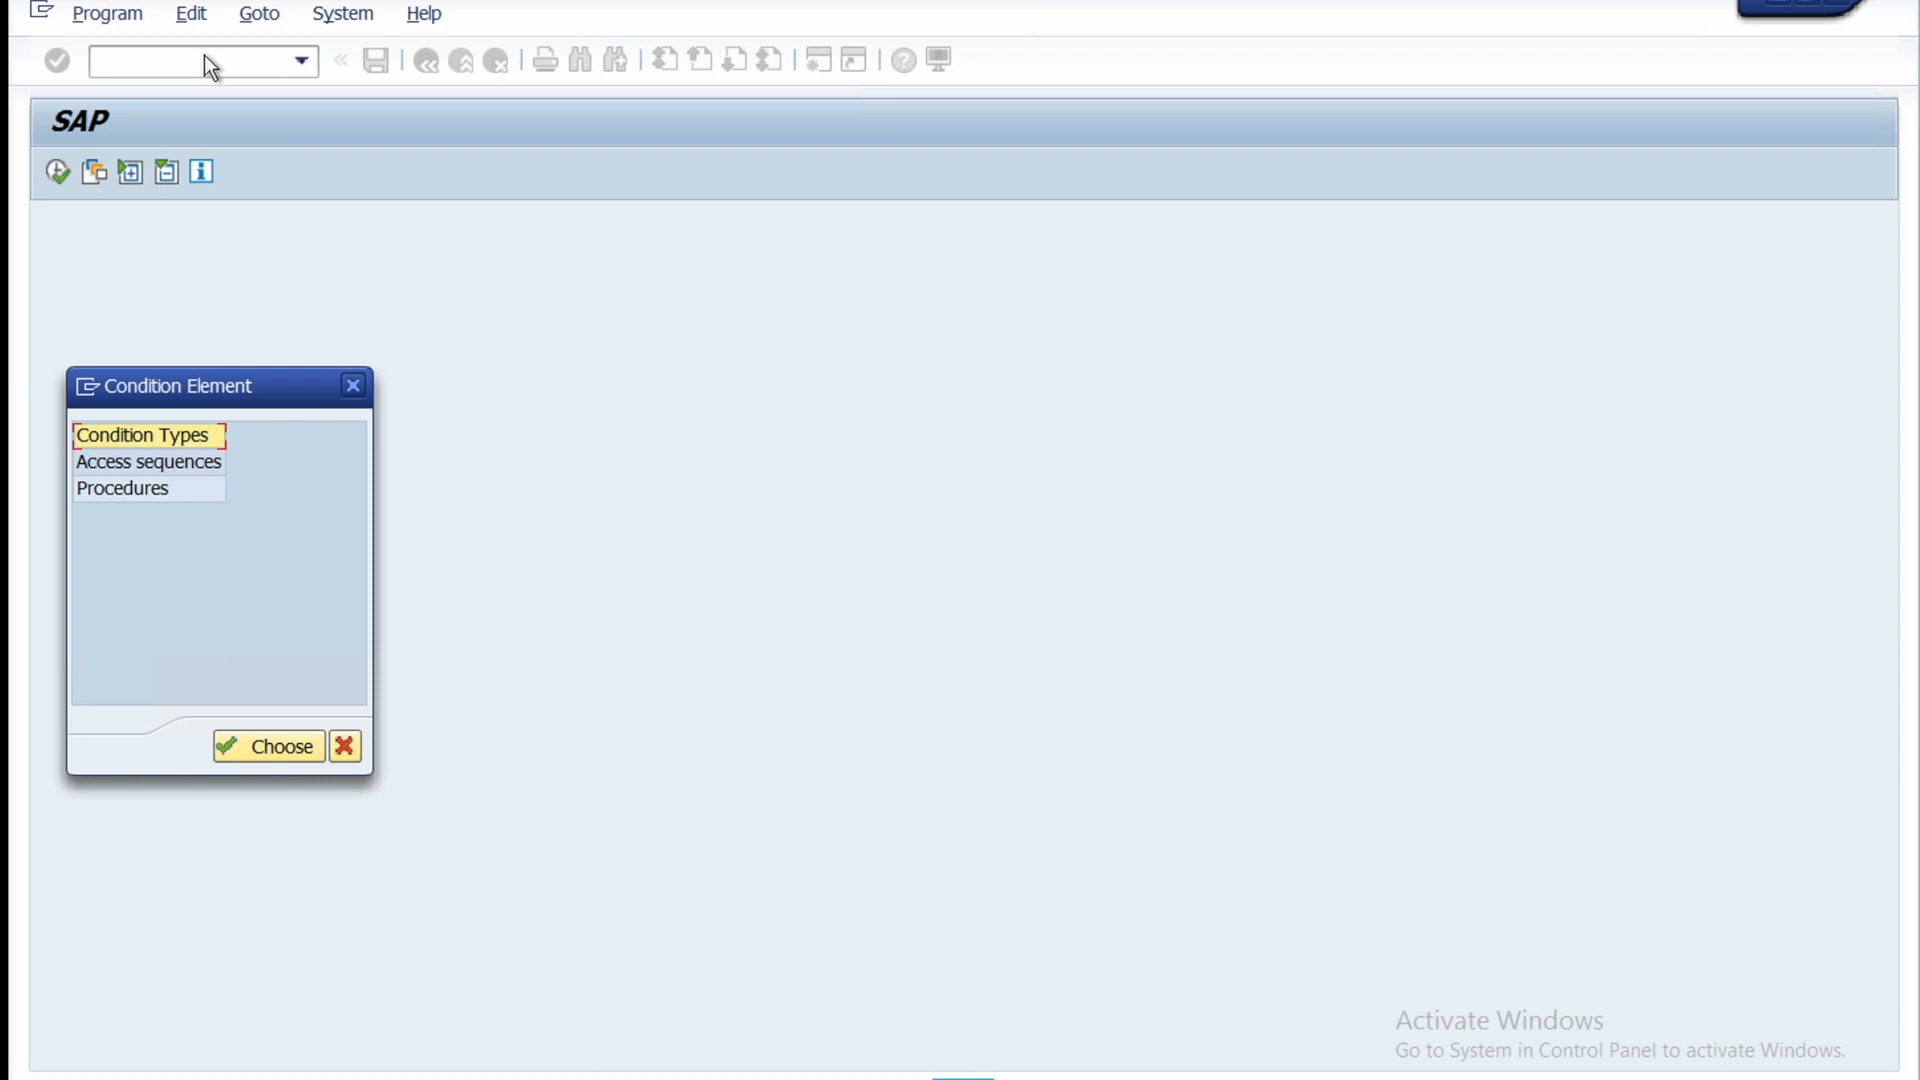 Program Edit Goto System Help
SAP
Condition Element
Condition Types
Access sequences
Procedures
Choose
Activate Windows
Go to System in Control Panel to activate Windows.